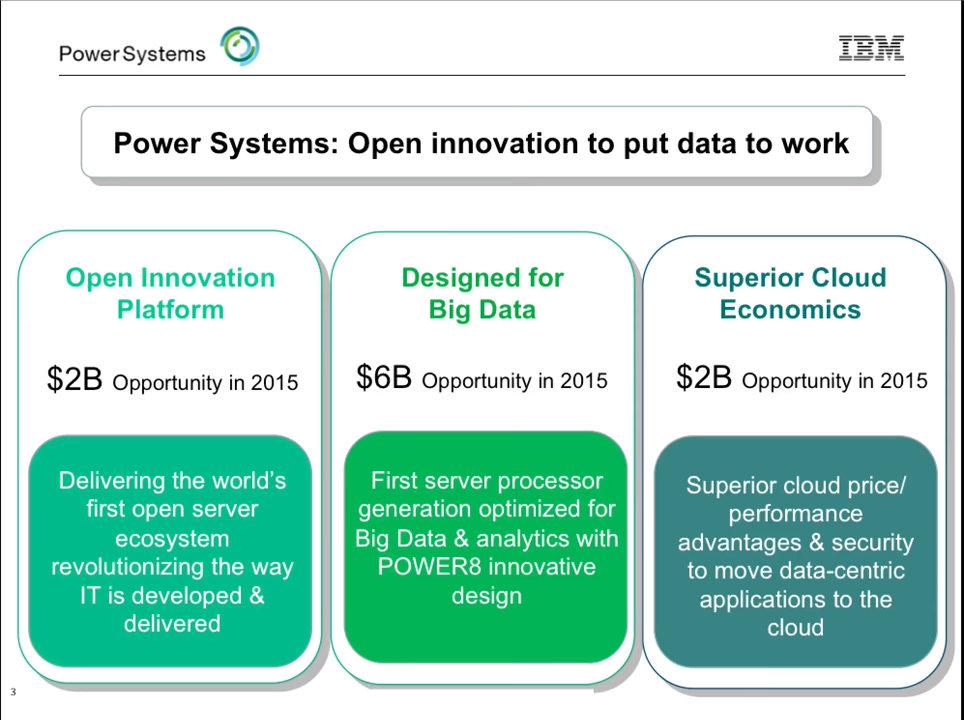 Power Systems
IBM
Power Systems: Open innovation to put data to work
Open Innovation
Platform
$2B Opportunity in 2015
Delivering the world's
first open server
ecosystem
revolutionizing the way
IT is developed &
delivered
Designed for
Big Data
$6B Opportunity in 2015
First server processor
generation optimized for
Big Data & analytics with
POWER8 innovative
design
Superior Cloud
Economics
$2B Opportunity in 2015
Superior cloud price/
performance
advantages & security
to move data-centric
applications to the
cloud
3